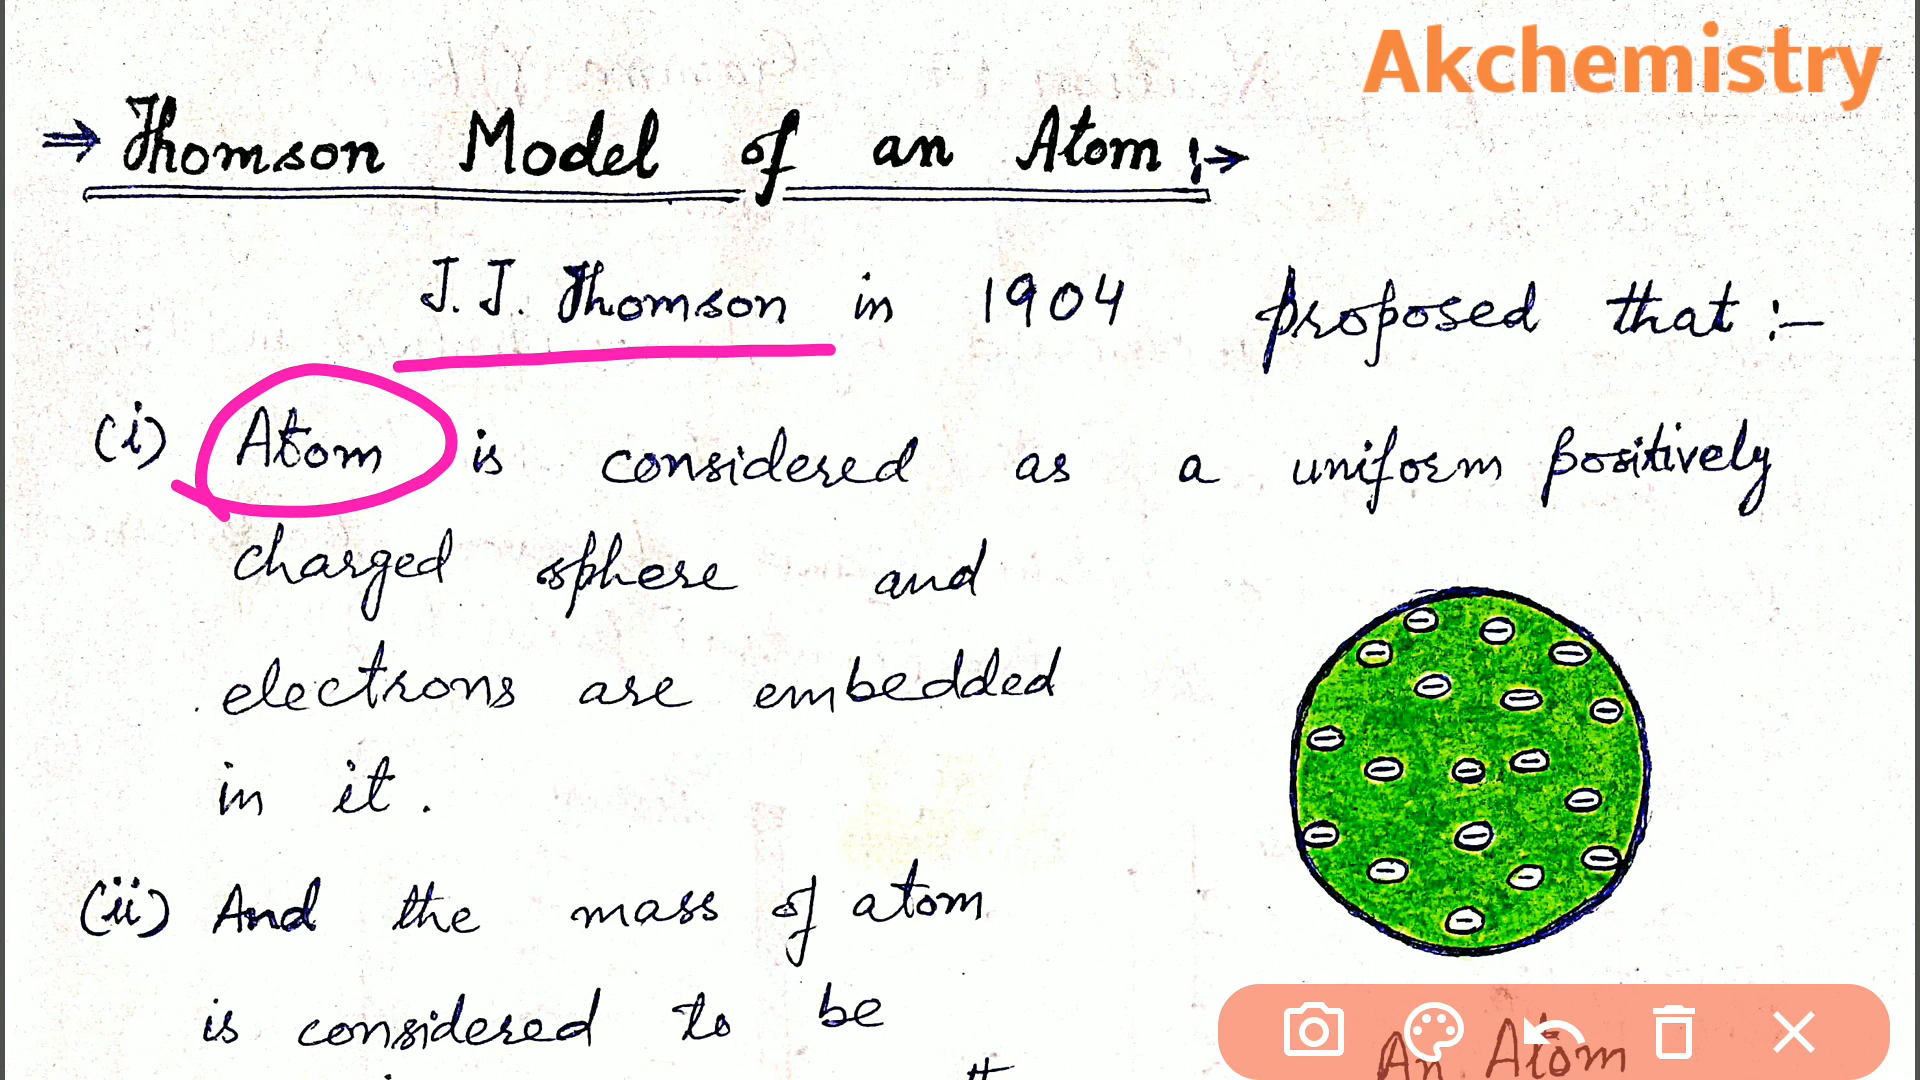 Akchemistry
⇒ Thomson Model of an Atom :→
J.J. Thomson in 1904 proposed that :-
(i) Atom is considered as a uniform positively
charged sphere and
electrons are embedded
in it.
(ii) And the mass of atom
is considered to be
An Atom